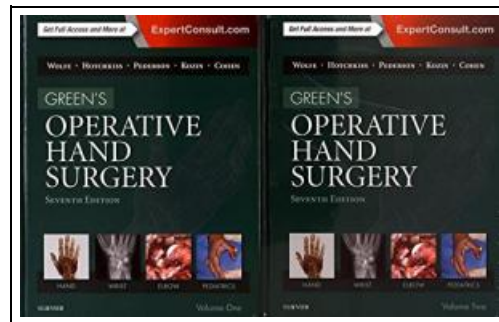 Get Full Access and More at
ExpertConsult.com
WOLFE • HOTCHKISS • PEDERSON • KOZIN • COHEN
GREEN'S
OPERATIVE
HAND
SURGERY
SEVENTH EDITION
HAND
WRIST
ELBOW
PEDIATRICS
ELSEVIER
Volume One
Get Full Access and More at
ExpertConsult.com
WOLFE • HOTCHKISS • PEDERSON • KOZIN • COHEN
GREEN'S
OPERATIVE
HAND
SURGERY
SEVENTH EDITION
HAND
WRIST
ELBOW
PEDIATRICS
ELSEVIER
Volume Two